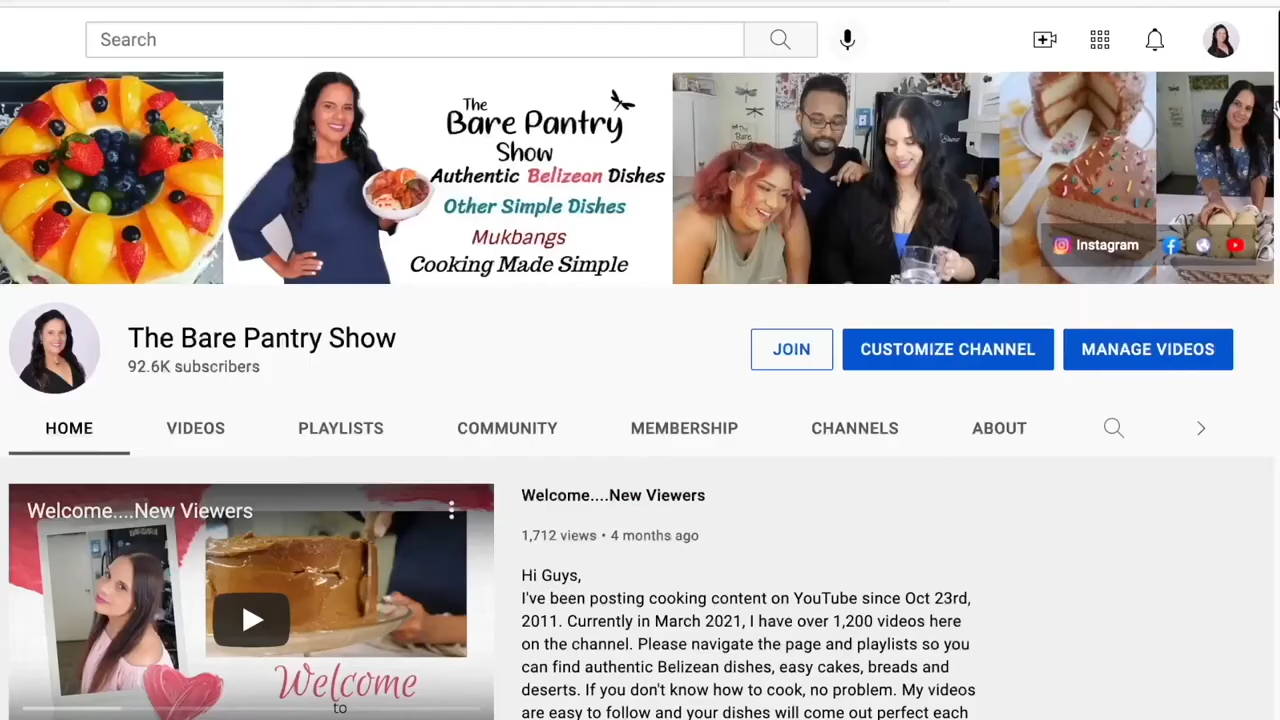 Search
The
Bare Pantry
Show
Authentic Belizean Dishes
Other Simple Dishes
Mukbangs
Cooking Made Simple
Instagram
The Bare Pantry Show
92.6K subscribers
JOIN
CUSTOMIZE CHANNEL
MANAGE VIDEOS
HOME
VIDEOS
PLAYLISTS
COMMUNITY
MEMBERSHIP
CHANNELS
ABOUT
Welcome....New Viewers
Welcome
to
Welcome....New Viewers
1,712 views • 4 months ago
Hi Guys,
I've been posting cooking content on YouTube since Oct 23rd,
2011. Currently in March 2021, I have over 1,200 videos here
on the channel. Please navigate the page and playlists so you
can find authentic Belizean dishes, easy cakes, breads and
deserts. If you don't know how to cook, no problem. My videos
are easy to follow and your dishes will come out perfect each